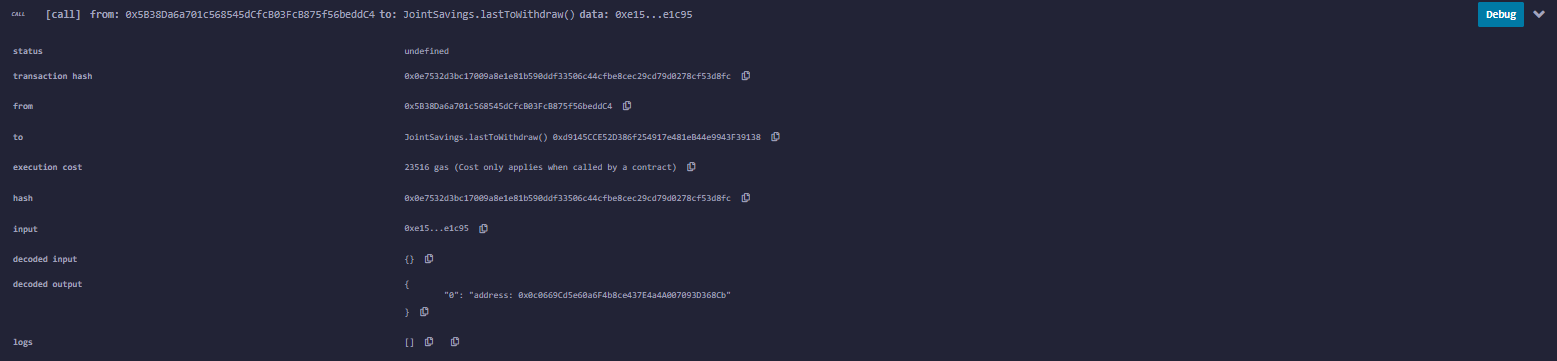 CALL [call] from: 0x5B38Da6a701c568545dCfcB03FcB875f56beddC4 to: JointSavings.lastToWithdraw() data: 0xe15...e1c95 Debug
status undefined
transaction hash 0x0e7532d3bc17009a8e1e81b590ddf33506c44cfbe8cec29cd79d0278cf53d8fc
from 0x5B38Da6a701c568545dCfcB03FcB875f56beddC4
to JointSavings.lastToWithdraw() 0xd9145CCE52D386f254917e481eB44e9943F39138
execution cost 23516 gas (Cost only applies when called by a contract)
hash 0x0e7532d3bc17009a8e1e81b590ddf33506c44cfbe8cec29cd79d0278cf53d8fc
input 0xe15...e1c95
decoded input {}
decoded output {
"0": "address: 0x0c0669Cd5e60a6F4b8ce437E4a4A007093D368Cb"
}
logs []